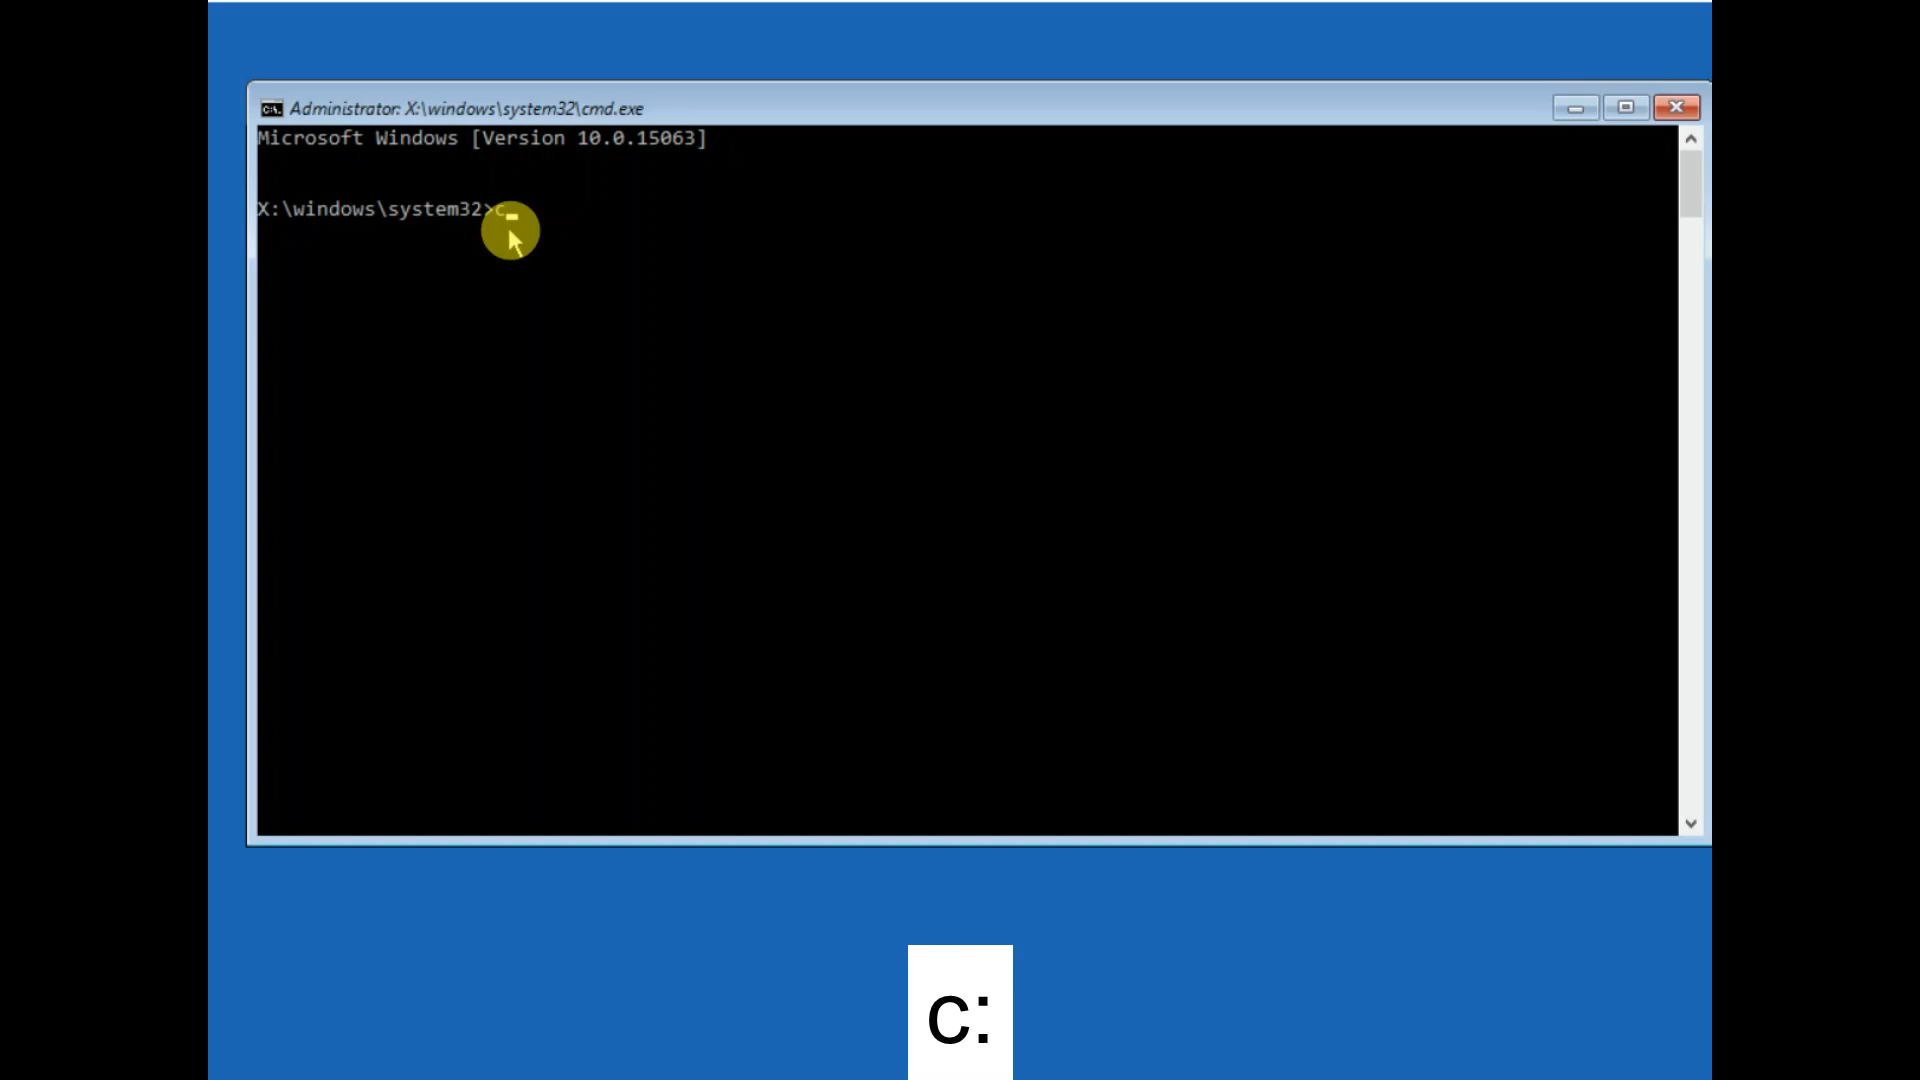 Administrator: X:\windows\system32\cmd.exe
Microsoft Windows [Version 10.0.15063]
X:\windows\system32>c
c: